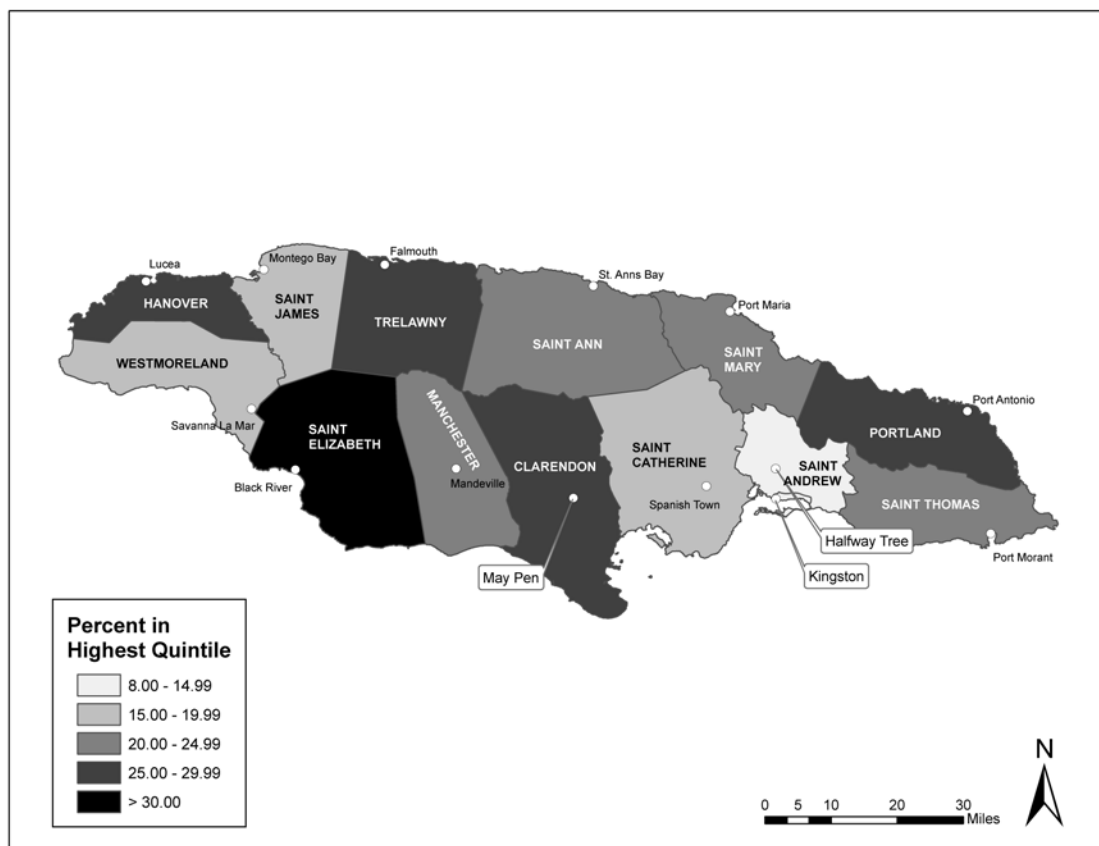 Lucea
Montego Bay
Falmouth
St. Anns Bay
Port Maria
HANOVER
SAINT
JAMES
TRELAWNY
SAINT ANN
SAINT
MARY
WESTMORELAND
Savanna La Mar
SAINT
ELIZABETH
MANCHESTER
Black River
Mandeville
CLARENDON
SAINT
CATHERINE
Spanish Town
SAINT
ANDREW
PORTLAND
Port Antonio
SAINT THOMAS
Port Morant
Halfway Tree
Kingston
May Pen
Percent in
Highest Quintile
8.00 - 14.99
15.00 - 19.99
20.00 - 24.99
25.00 - 29.99
> 30.00
N
0 5 10 20 30
Miles